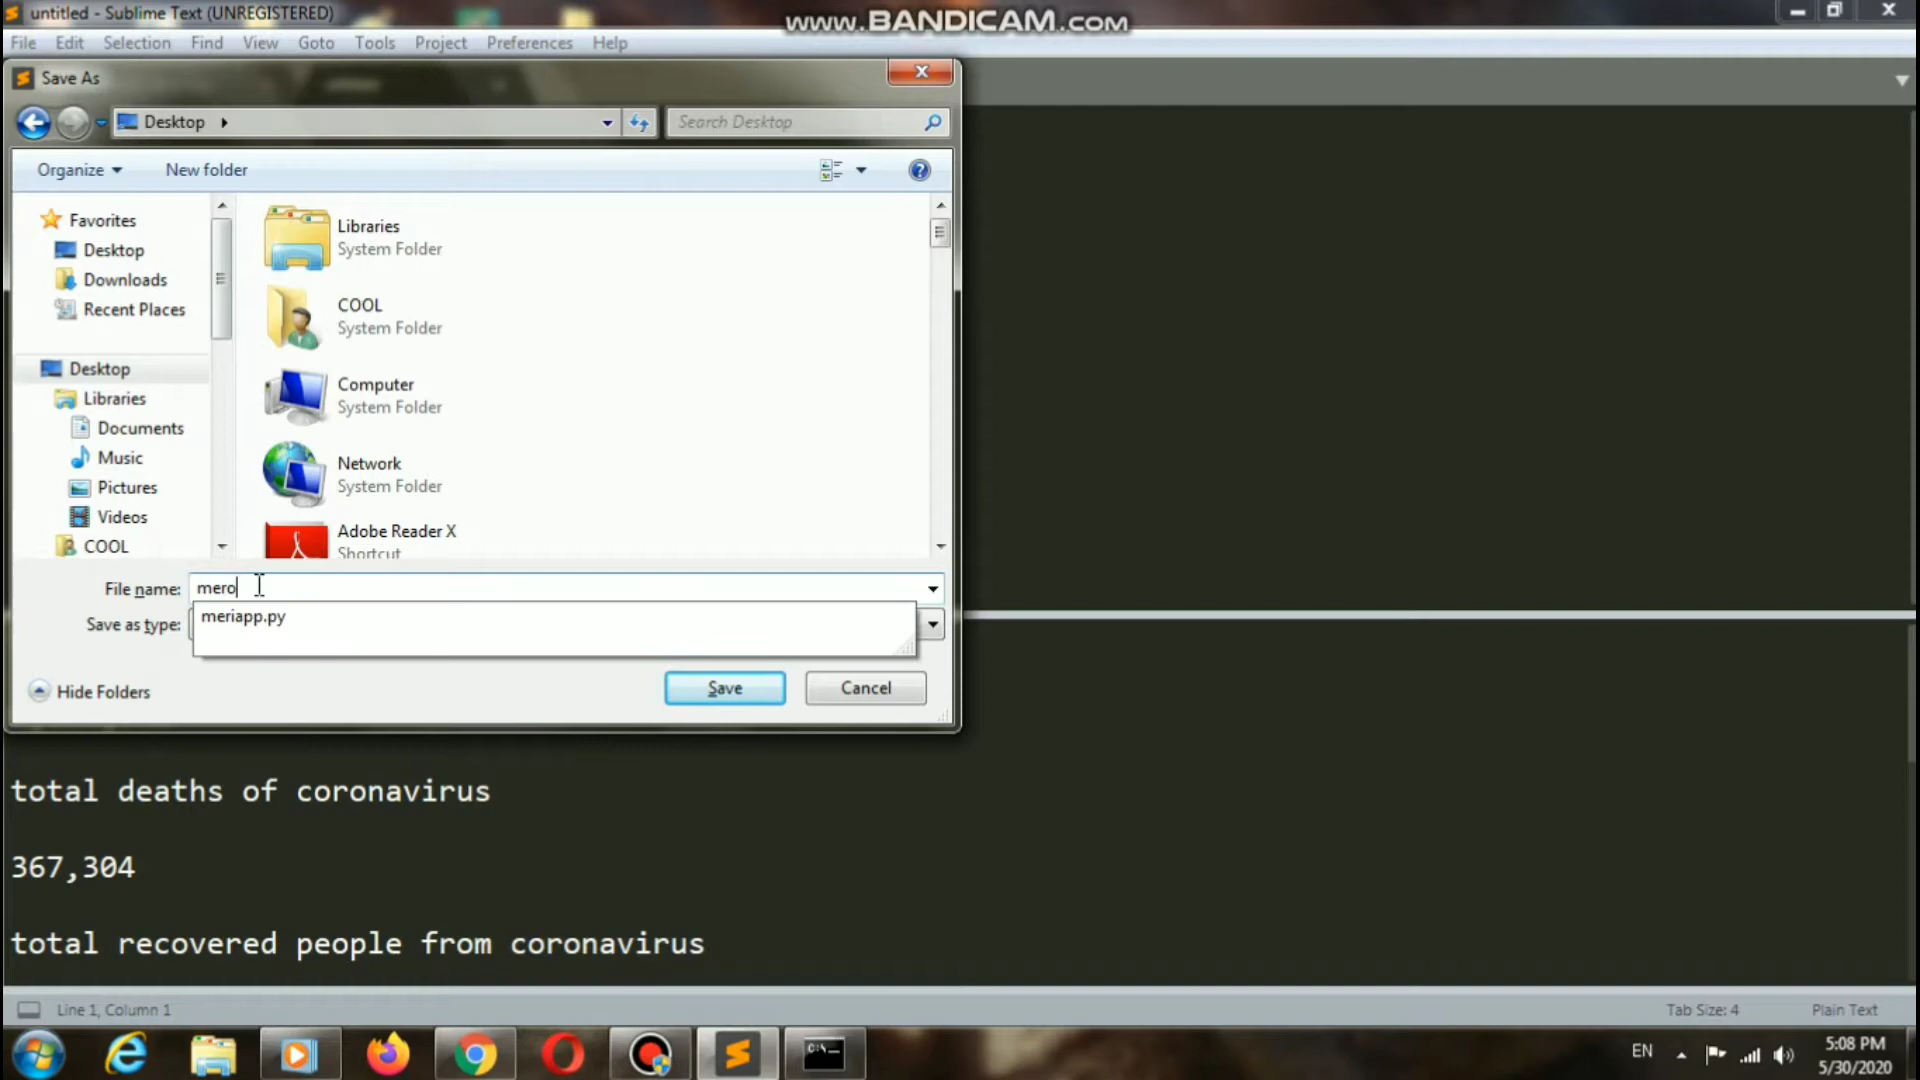 untitled - Sublime Text (UNREGISTERED)
www.BANDICAM.com
File Edit Selection Find View Goto Tools Project Preferences Help
Save As
Desktop
Search Desktop
Organize
New folder
Favorites
Desktop
Downloads
Recent Places
Desktop
Libraries
Documents
Music
Pictures
Videos
COOL
Libraries
System Folder
COOL
System Folder
Computer
System Folder
Network
System Folder
Adobe Reader X
Shortcut
File name: mero
meriapp.py
Save as type:
Hide Folders
Save
Cancel
total deaths of coronavirus
367,304
total recovered people from coronavirus
Line 1, Column 1
Tab Size: 4
Plain Text
EN
5:08 PM
5/30/2020